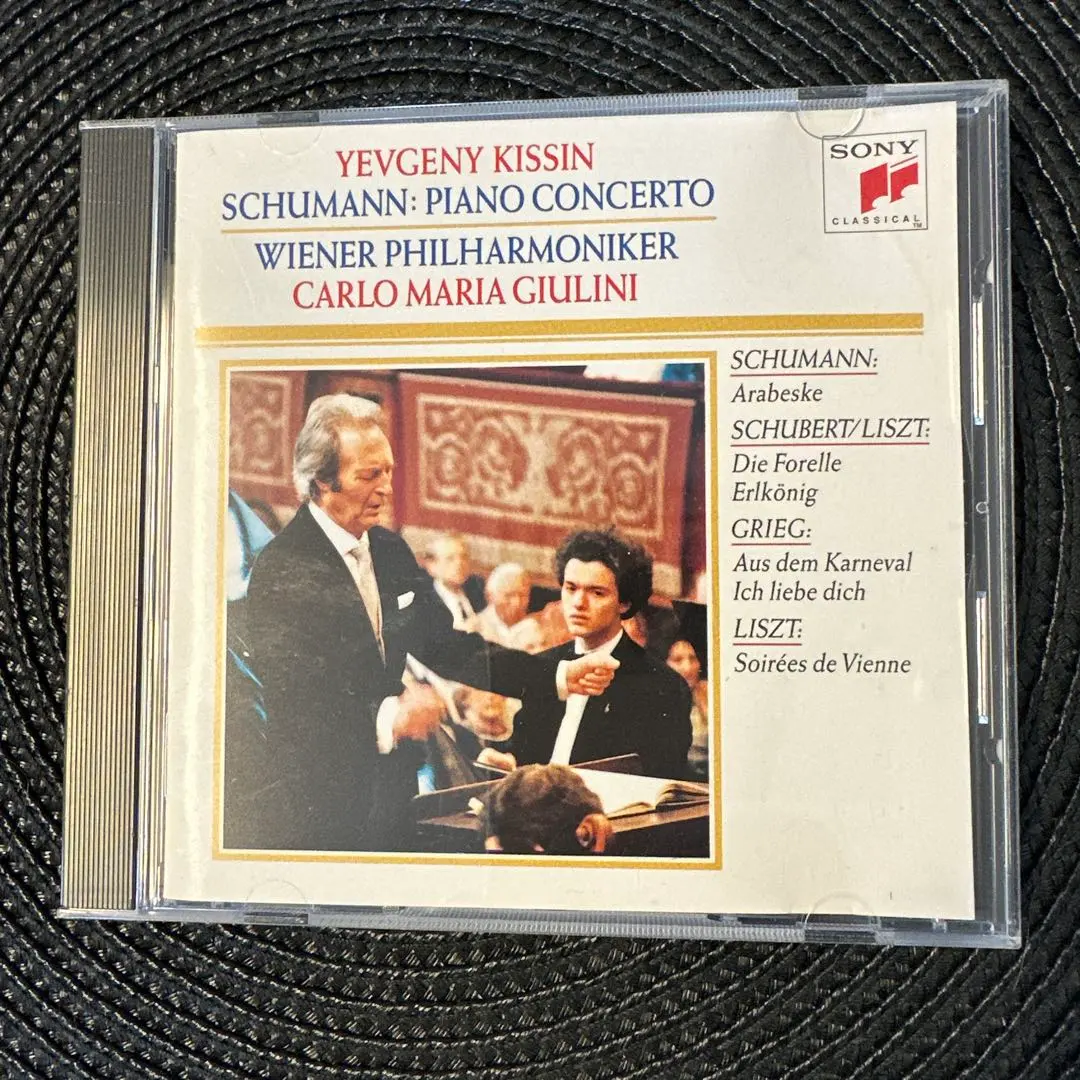 YEVGENY KISSIN
SCHUMANN: PIANO CONCERTO
WIENER PHILHARMONIKER
CARLO MARIA GIULINI
SONY
CLASSICAL™
SCHUMANN:
Arabeske
SCHUBERT/LISZT:
Die Forelle
Erlkönig
GRIEG:
Aus dem Karneval
Ich liebe dich
LISZT:
Soirées de Vienne